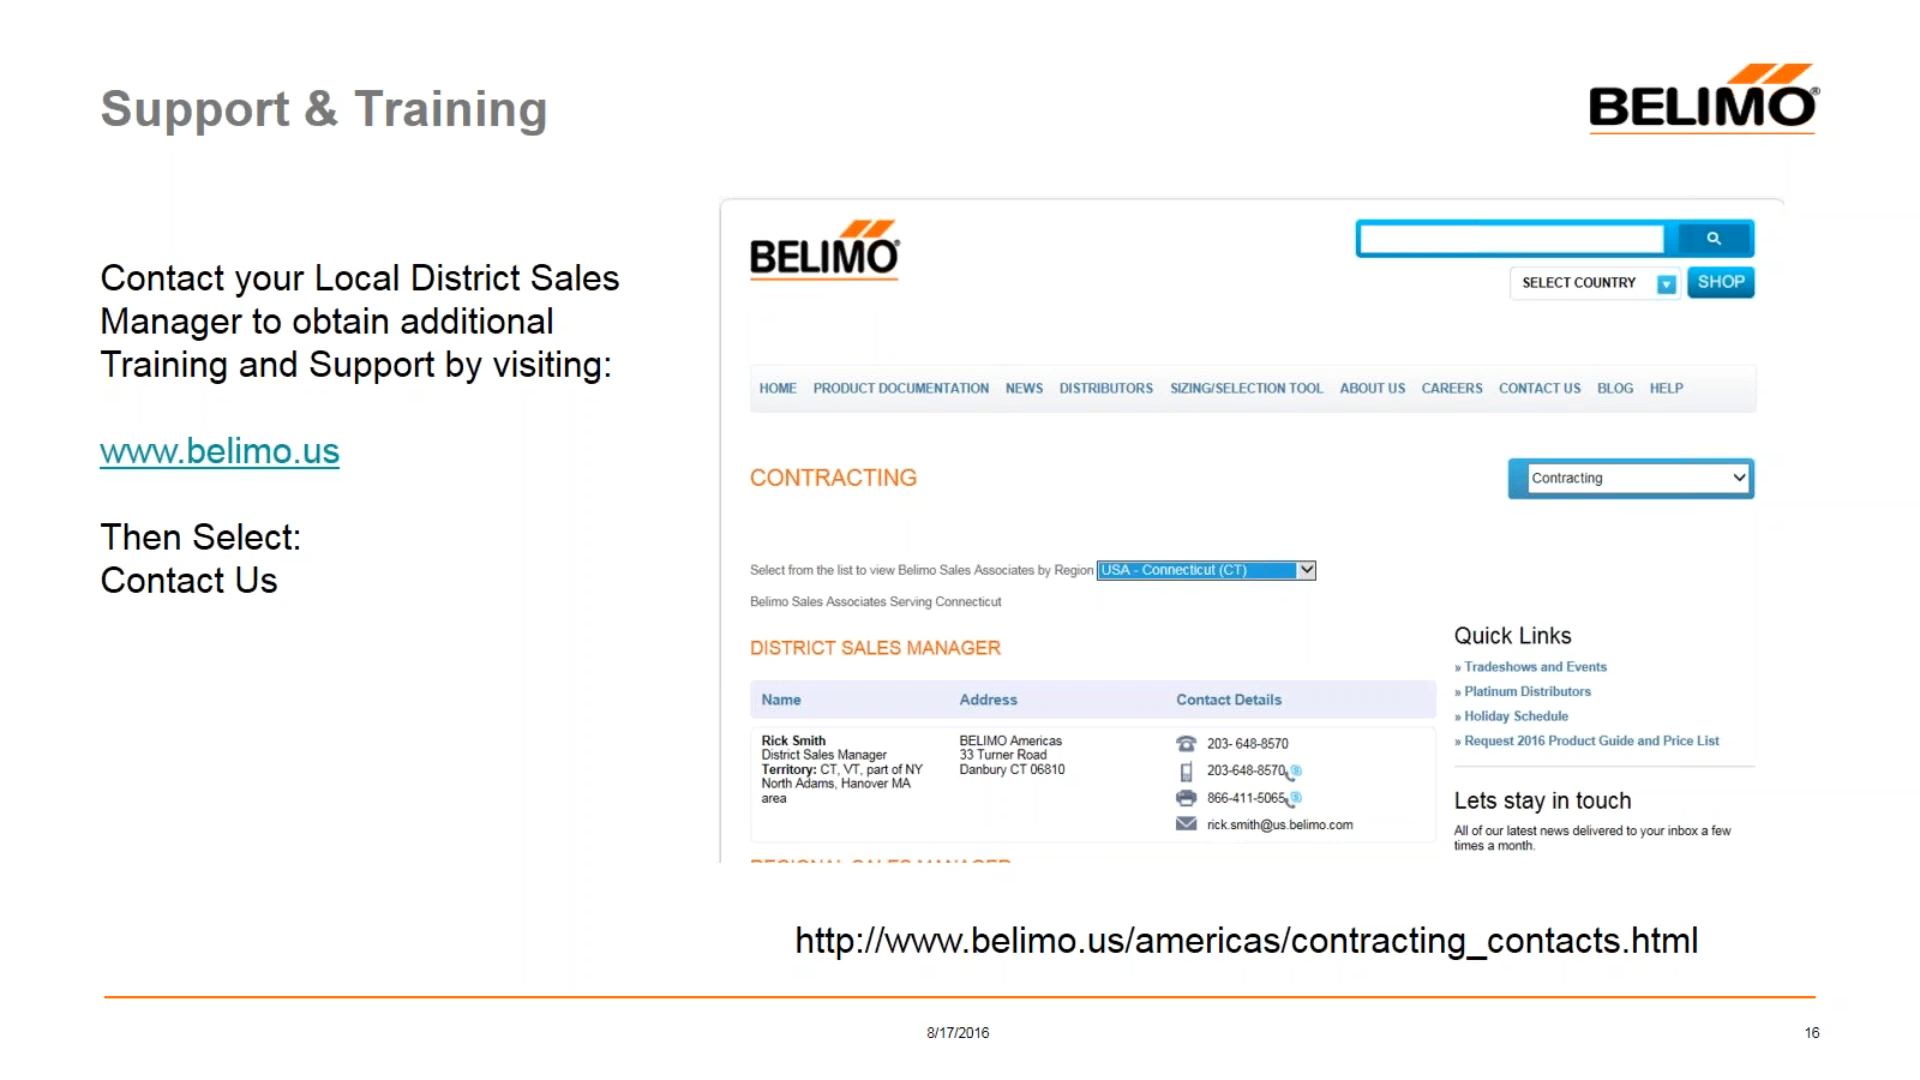 Support & Training
BELIMO®
Contact your Local District Sales
Manager to obtain additional
Training and Support by visiting:
www.belimo.us
Then Select:
Contact Us
BELIMO®
SELECT COUNTRY
SHOP
HOME PRODUCT DOCUMENTATION NEWS DISTRIBUTORS SIZING/SELECTION TOOL ABOUT US CAREERS CONTACT US BLOG HELP
CONTRACTING
Contracting
Select from the list to view Belimo Sales Associates by Region USA - Connecticut (CT)
Belimo Sales Associates Serving Connecticut
DISTRICT SALES MANAGER
Name Address Contact Details
Rick Smith
District Sales Manager
Territory: CT, VT, part of NY
North Adams, Hanover MA
area
BELIMO Americas
33 Turner Road
Danbury CT 06810
203- 648-8570
203-648-8570
866-411-5065
rick.smith@us.belimo.com
REGIONAL SALES MANAGER
Quick Links
» Tradeshows and Events
» Platinum Distributors
» Holiday Schedule
» Request 2016 Product Guide and Price List
Lets stay in touch
All of our latest news delivered to your inbox a few
times a month.
http://www.belimo.us/americas/contracting_contacts.html
8/17/2016
16